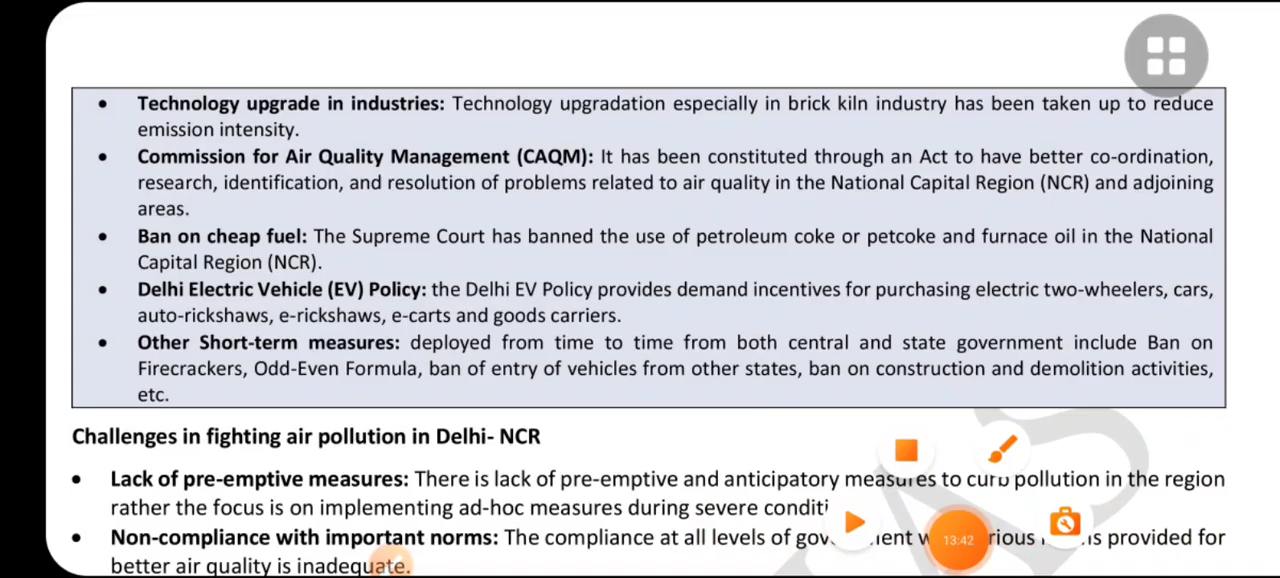 • Technology upgrade in industries: Technology upgradation especially in brick kiln industry has been taken up to reduce
emission intensity.
• Commission for Air Quality Management (CAQM): It has been constituted through an Act to have better co-ordination,
research, identification, and resolution of problems related to air quality in the National Capital Region (NCR) and adjoining
areas.
• Ban on cheap fuel: The Supreme Court has banned the use of petroleum coke or petcoke and furnace oil in the National
Capital Region (NCR).
• Delhi Electric Vehicle (EV) Policy: the Delhi EV Policy provides demand incentives for purchasing electric two-wheelers, cars,
auto-rickshaws, e-rickshaws, e-carts and goods carriers.
• Other Short-term measures: deployed from time to time from both central and state government include Ban on
Firecrackers, Odd-Even Formula, ban of entry of vehicles from other states, ban on construction and demolition activities,
etc.
Challenges in fighting air pollution in Delhi- NCR
• Lack of pre-emptive measures: There is lack of pre-emptive and anticipatory measures to curb pollution in the region
rather the focus is on implementing ad-hoc measures during severe
• Non-compliance with important norms: The compliance at all levels of provided for
13:42
better air quality is inadequate.